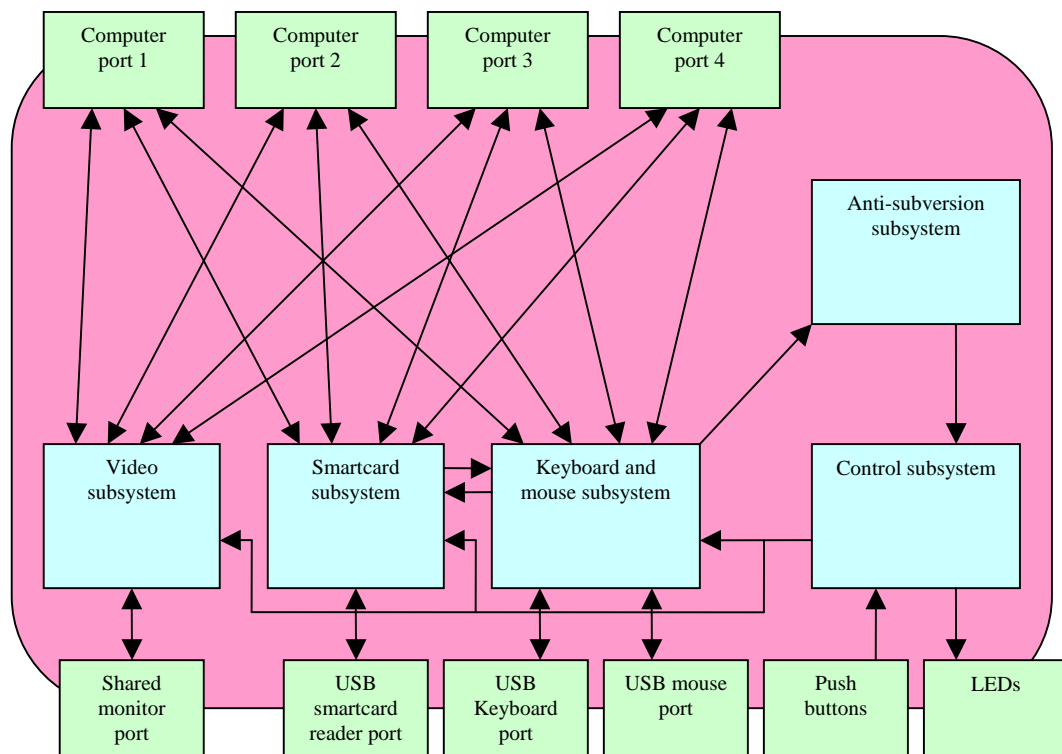 Computer
port 1
Computer
port 2
Computer
port 3
Computer
port 4
Anti-subversion
subsystem
Video
subsystem
Smartcard
subsystem
Keyboard and
mouse subsystem
Control subsystem
Shared
monitor
port
USB
smartcard
reader port
USB
Keyboard
port
USB mouse
port
Push
buttons
LEDs